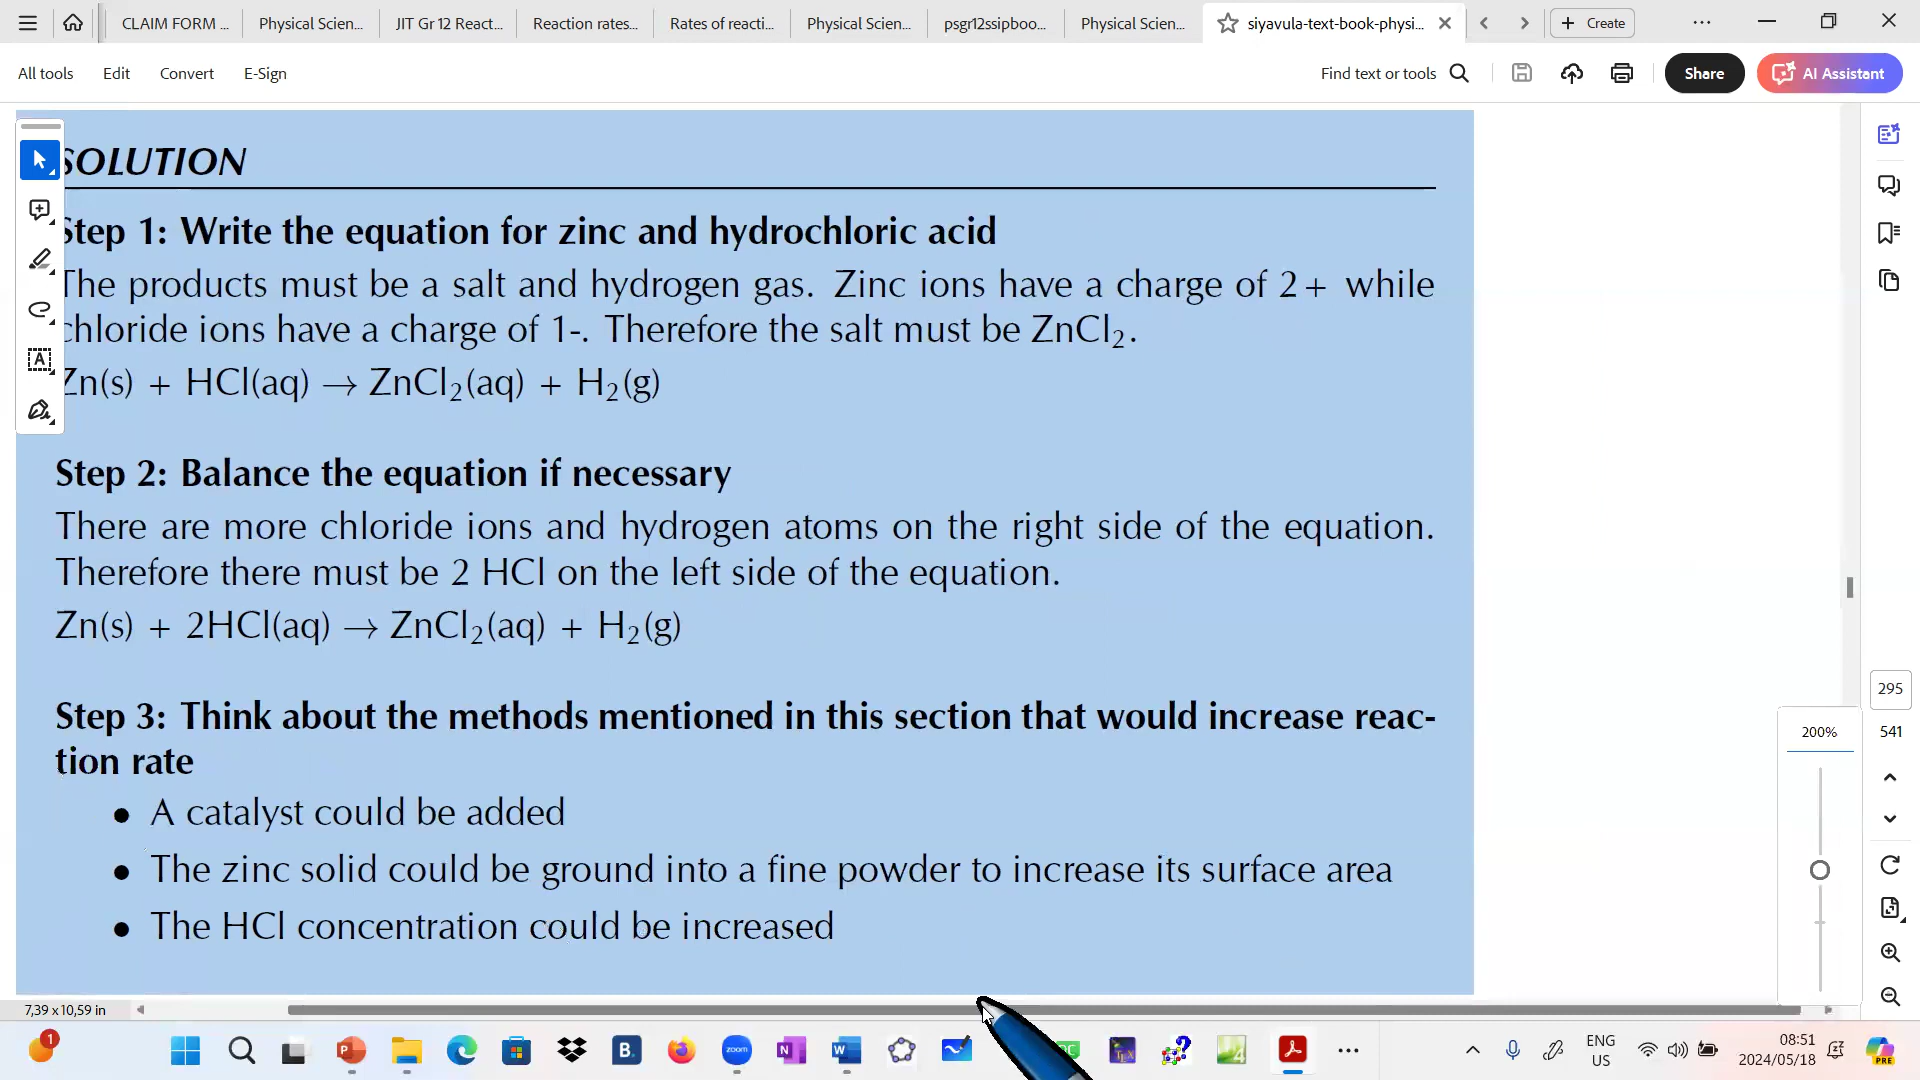 CLAIM FORM ...
Physical Scien...
JIT Gr 12 React...
Reaction rates...
Rates of reacti...
Physical Scien...
psgr12ssipboo...
Physical Scien...
siyavula-text-book-physi...
Create
All tools
Edit
Convert
E-Sign
Find text or tools
Share
AI Assistant
SOLUTION
Step 1: Write the equation for zinc and hydrochloric acid
The products must be a salt and hydrogen gas. Zinc ions have a charge of 2+ while
chloride ions have a charge of 1-. Therefore the salt must be ZnCl₂.
Zn(s) + HCl(aq) → ZnCl₂(aq) + H₂(g)
Step 2: Balance the equation if necessary
There are more chloride ions and hydrogen atoms on the right side of the equation.
Therefore there must be 2 HCl on the left side of the equation.
Zn(s) + 2HCl(aq) → ZnCl₂(aq) + H₂(g)
Step 3: Think about the methods mentioned in this section that would increase reac-
tion rate
• A catalyst could be added
• The zinc solid could be ground into a fine powder to increase its surface area
• The HCl concentration could be increased
295
541
200%
7,39 x 10,59 in
1
zoom
ENG
US
08:51
2024/05/18
PRE